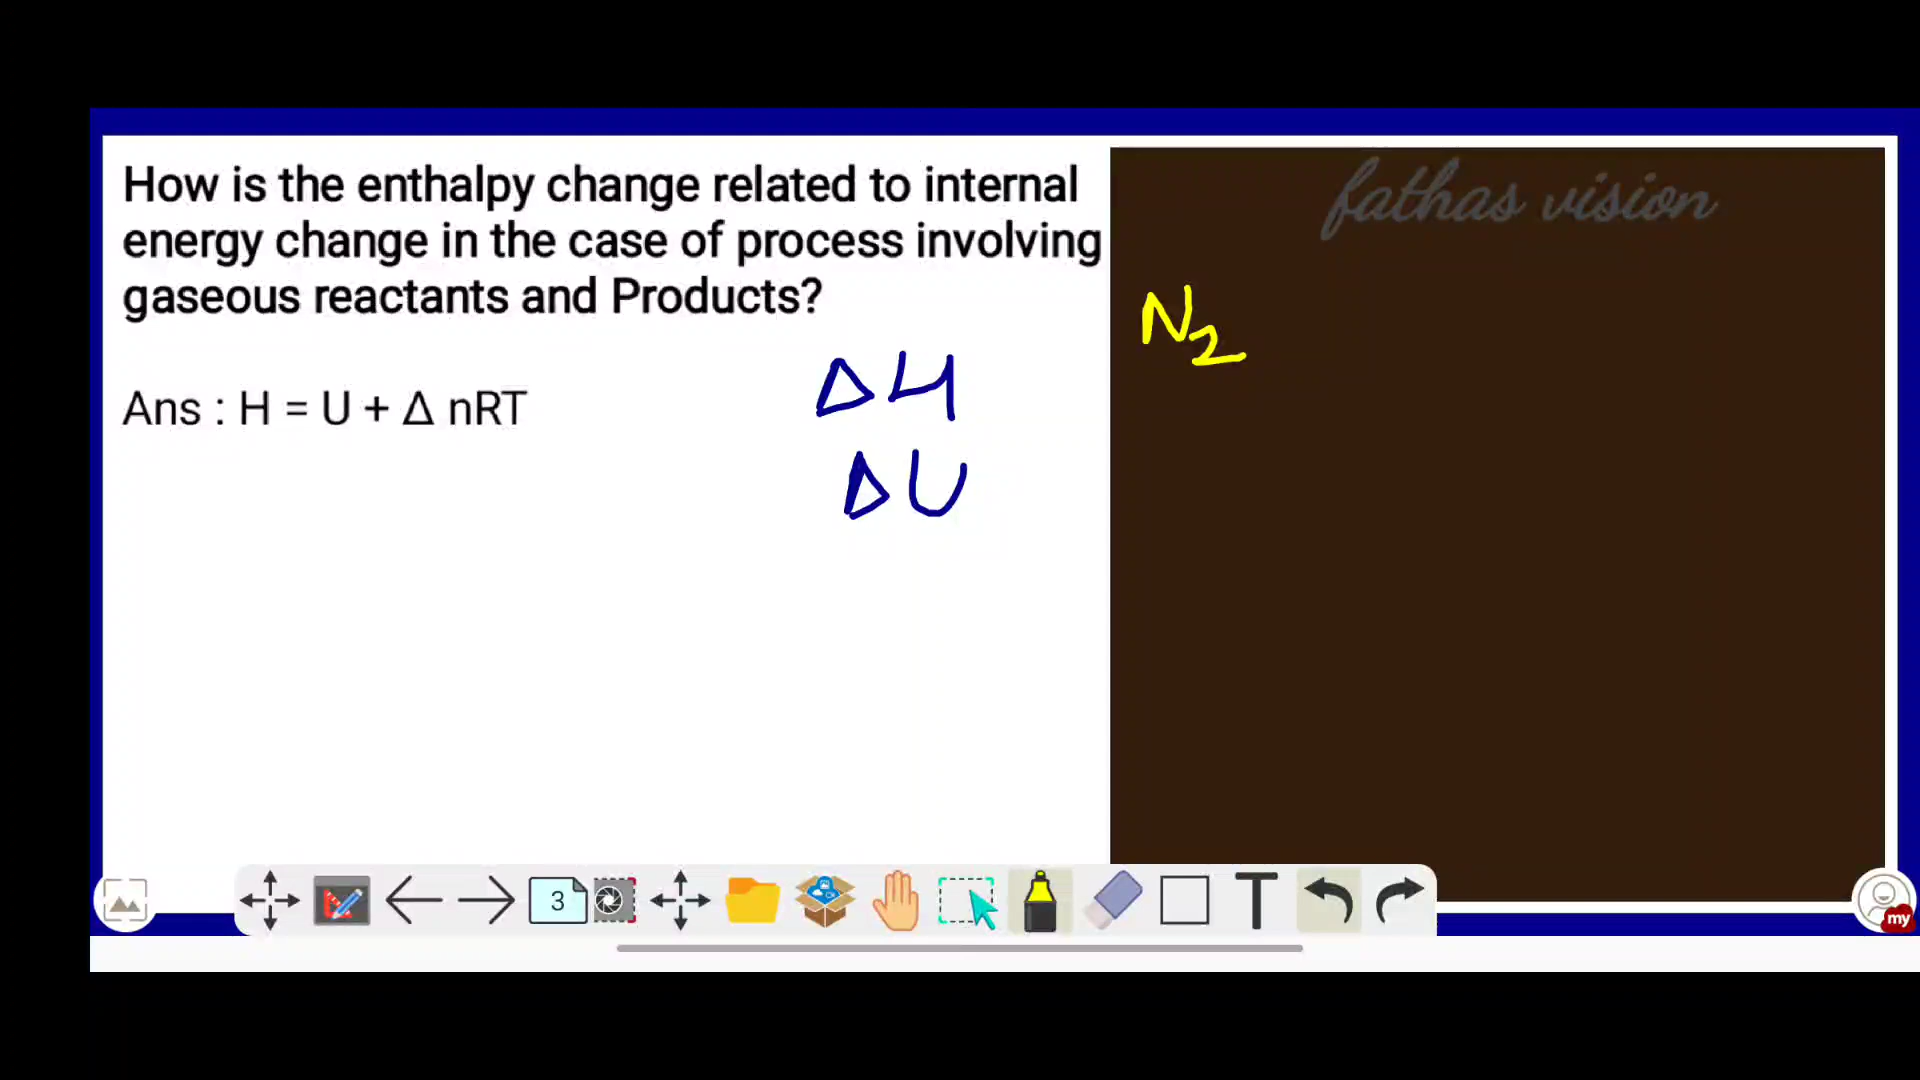 How is the enthalpy change related to internal
energy change in the case of process involving
gaseous reactants and Products?
Ans : H = U + Δ nRT
ΔH
ΔU
fathas vision
N2
3
T
my